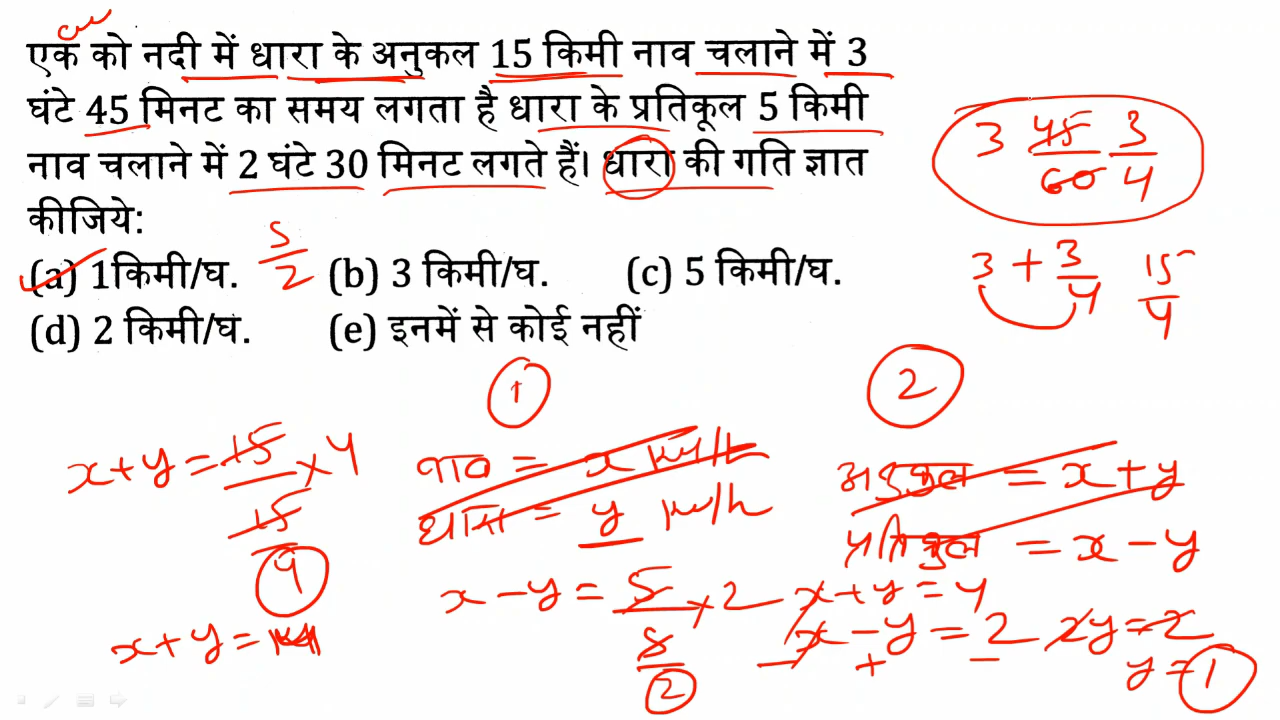 एक को नदी में धारा के अनुकल 15 किमी नाव चलाने में 3
घंटे 45 मिनट का समय लगता है धारा के प्रतिकूल 5 किमी
नाव चलाने में 2 घंटे 30 मिनट लगते हैं। धारा की गति ज्ञात
कीजिये:
(a) 1किमी/घ. (b) 3 किमी/घ. (c) 5 किमी/घ.
(d) 2 किमी/घ. (e) इनमें से कोई नहीं
5/2
3 45/60 3/4
3 + 3/4 15/4
1
2
x+y = 15/15 × 4
4
x+y =
नाव = x km/h
धारा = y km/h
x - y = 5/5 × 2
2
अनुकूल = x + y
प्रतिकूल = x - y
x + y = 4
x - y = 2
- + -
2y = 2
y = 1